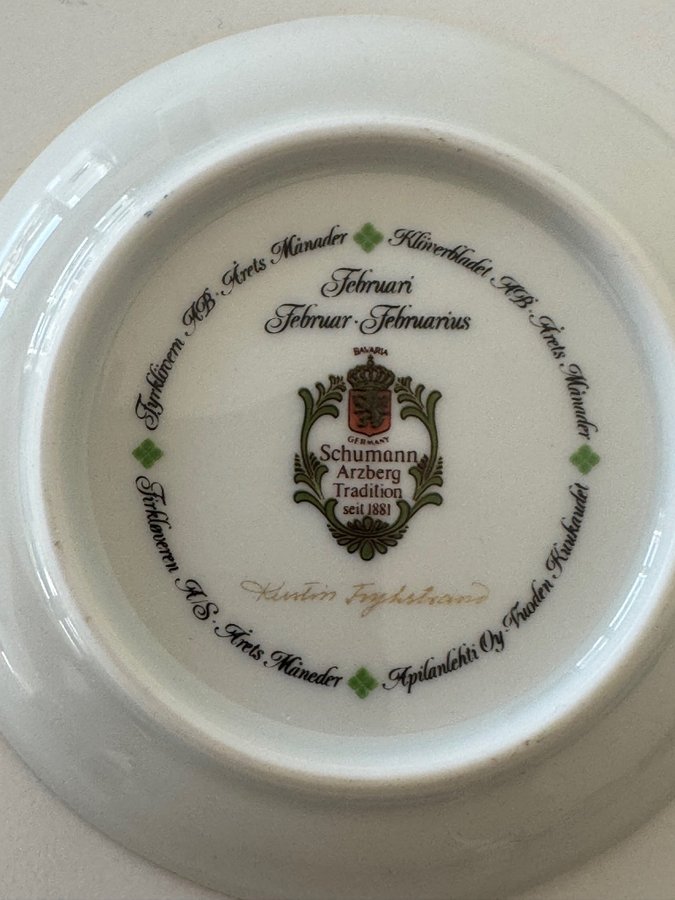 Fyrklövern AB · Årets Månader
Klöverbladet AB · Årets Månader
Apilanlehti Oy · Vuoden Kuukaudet
Firkløveren A/S · Årets Måneder
Februari
Februar · Februarius
BAVARIA
GERMANY
Schumann
Arzberg
Tradition
seit 1881
Kerstin Frykstrand